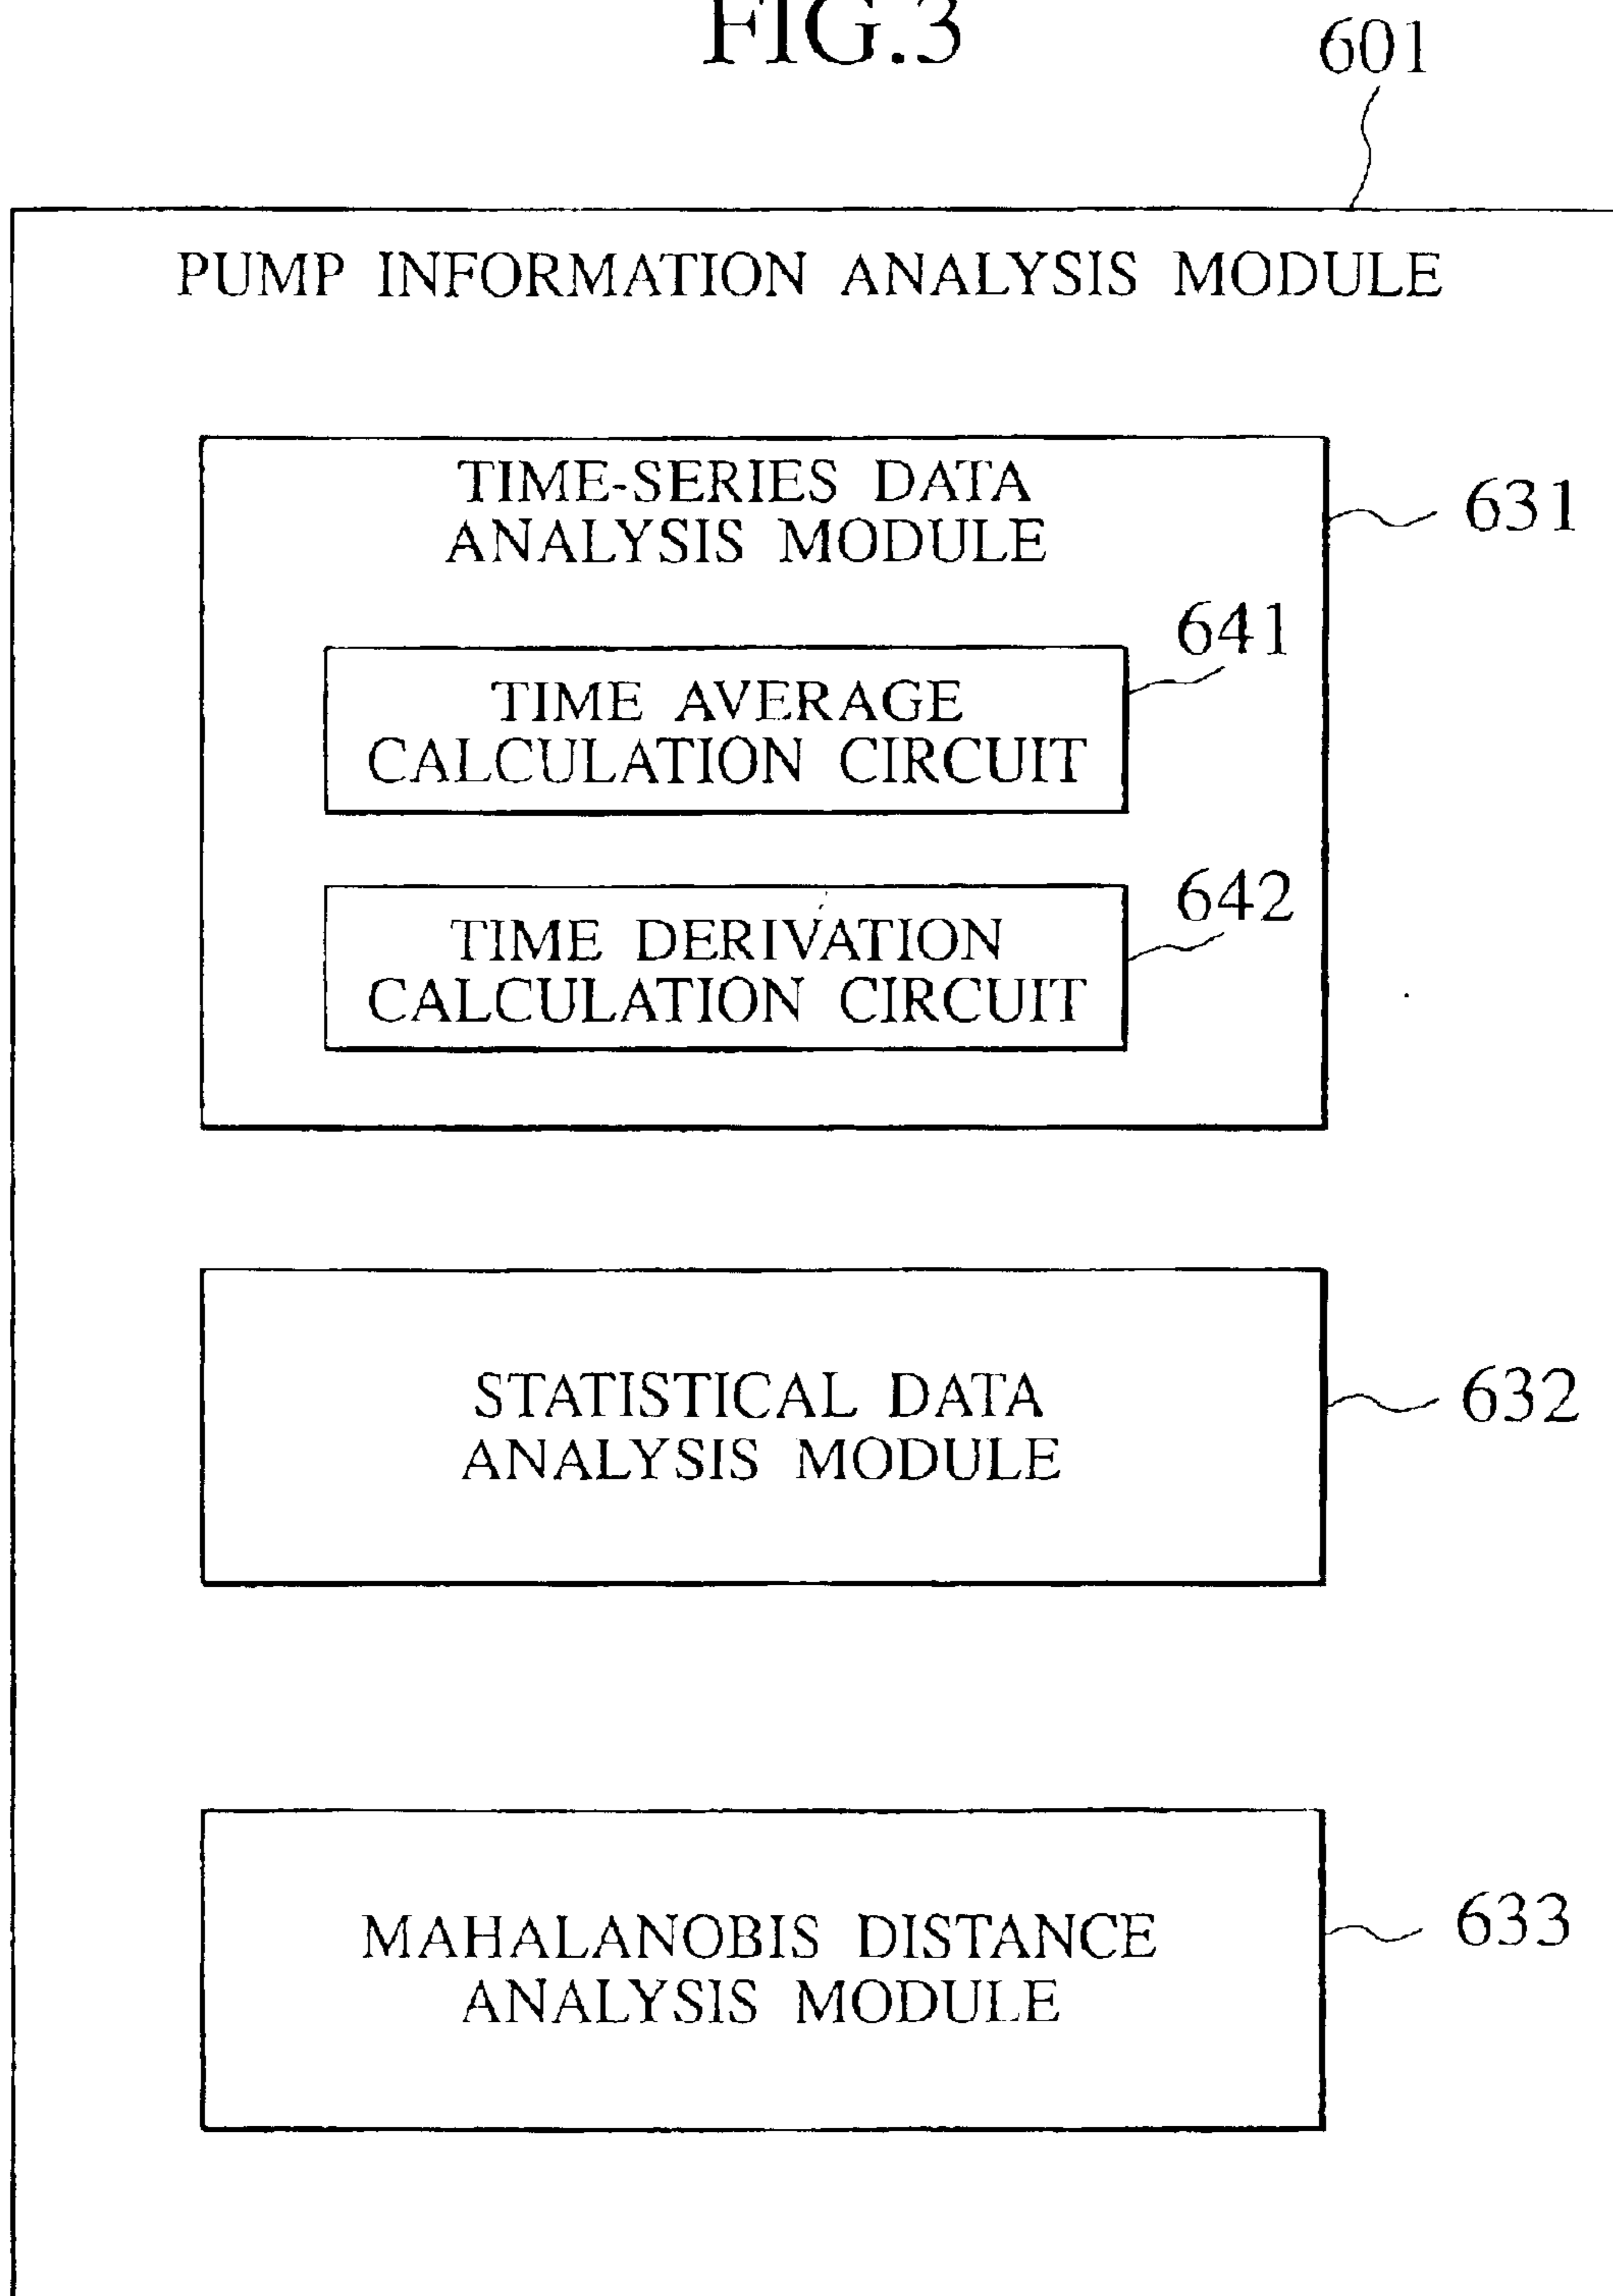 FIG.3
601
PUMP INFORMATION ANALYSIS MODULE
TIME-SERIES DATA
ANALYSIS MODULE
631
641
TIME AVERAGE
CALCULATION CIRCUIT
642
TIME DERIVATION
CALCULATION CIRCUIT
STATISTICAL DATA
ANALYSIS MODULE
632
MAHALANOBIS DISTANCE
ANALYSIS MODULE
633